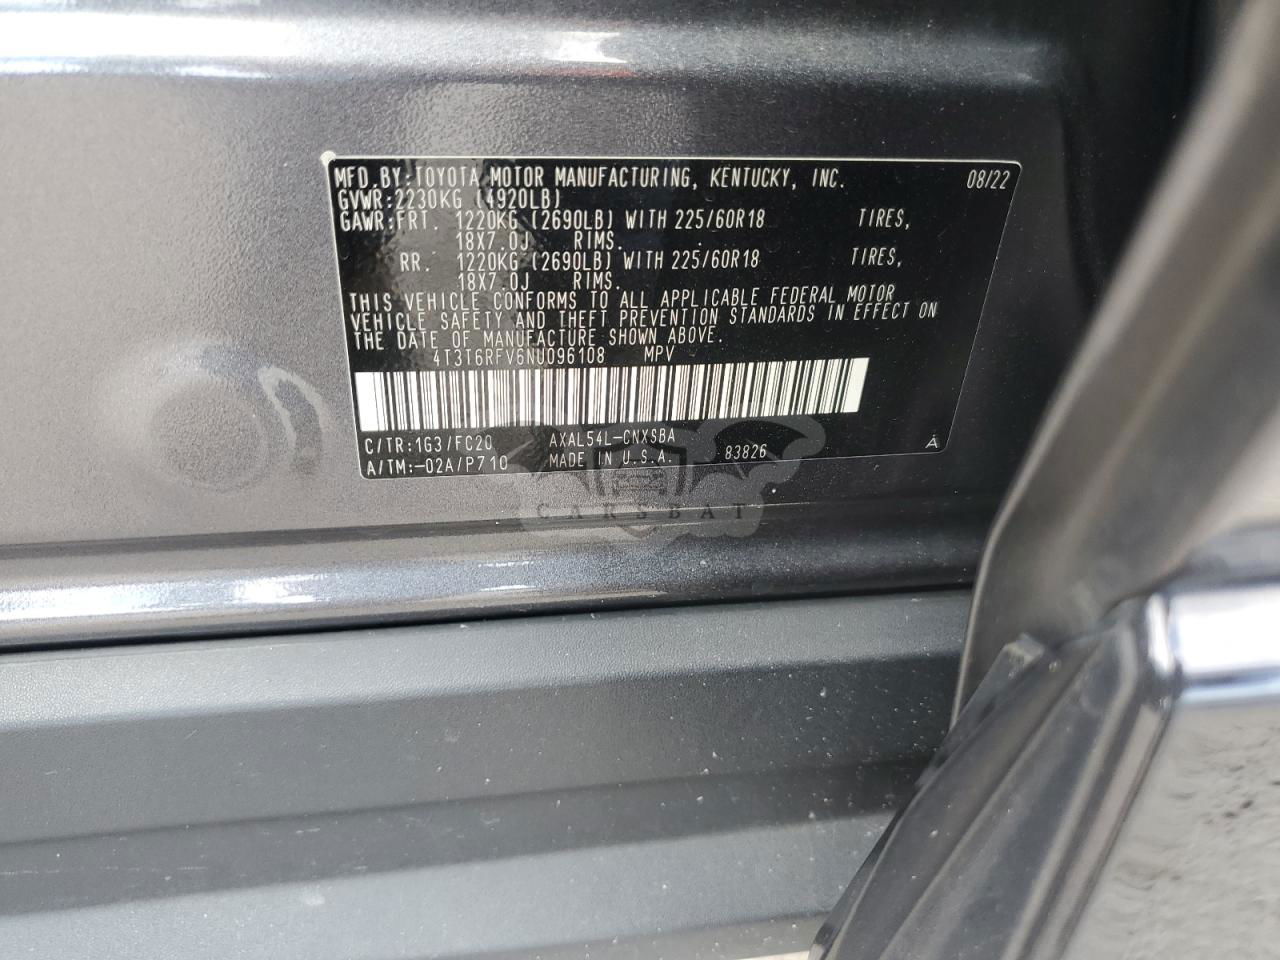 MFD.BY:TOYOTA MOTOR MANUFACTURING, KENTUCKY, INC. 08/22
GVWR:2230KG (4920LB)
GAWR:FRT. 1220KG (2690LB) WITH 225/60R18 TIRES,
18X7.0J RIMS.
RR. 1220KG (2690LB) WITH 225/60R18 TIRES,
18X7.0J RIMS.
THIS VEHICLE CONFORMS TO ALL APPLICABLE FEDERAL MOTOR
VEHICLE SAFETY AND THEFT PREVENTION STANDARDS IN EFFECT ON
THE DATE OF MANUFACTURE SHOWN ABOVE.
4T3T6RFV6NU096108 MPV
C/TR:1G3/FC20 AXAL54L-CNXSBA A
A/TM:-02A/P710 MADE IN U.S.A. 83826
CARSBAT